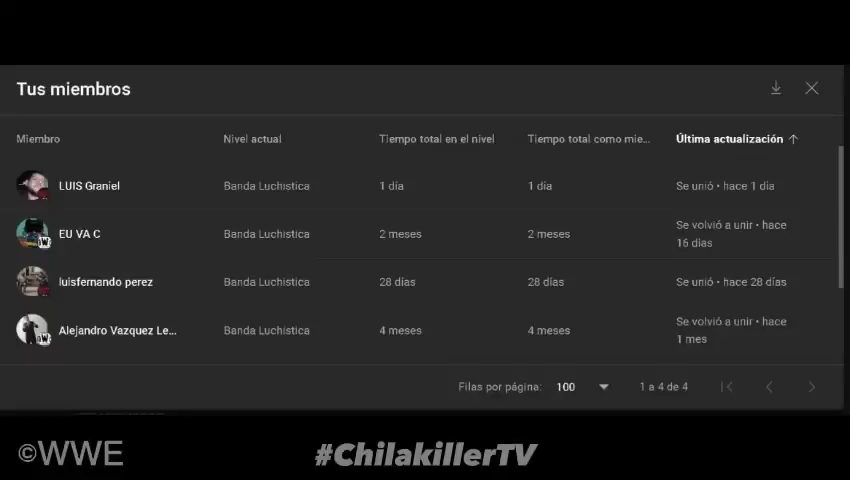 Tus miembros
Miembro Nivel actual Tiempo total en el nivel Tiempo total como mie... Última actualización
LUIS Graniel Banda Luchistica 1 día 1 día Se unió • hace 1 día
EU VA C Banda Luchistica 2 meses 2 meses Se volvió a unir • hace
16 días
luisfernando perez Banda Luchistica 28 días 28 días Se unió • hace 28 días
Alejandro Vazquez Le... Banda Luchistica 4 meses 4 meses Se volvió a unir • hace
1 mes
Filas por página: 100 1 a 4 de 4
©WWE #ChilakillerTV